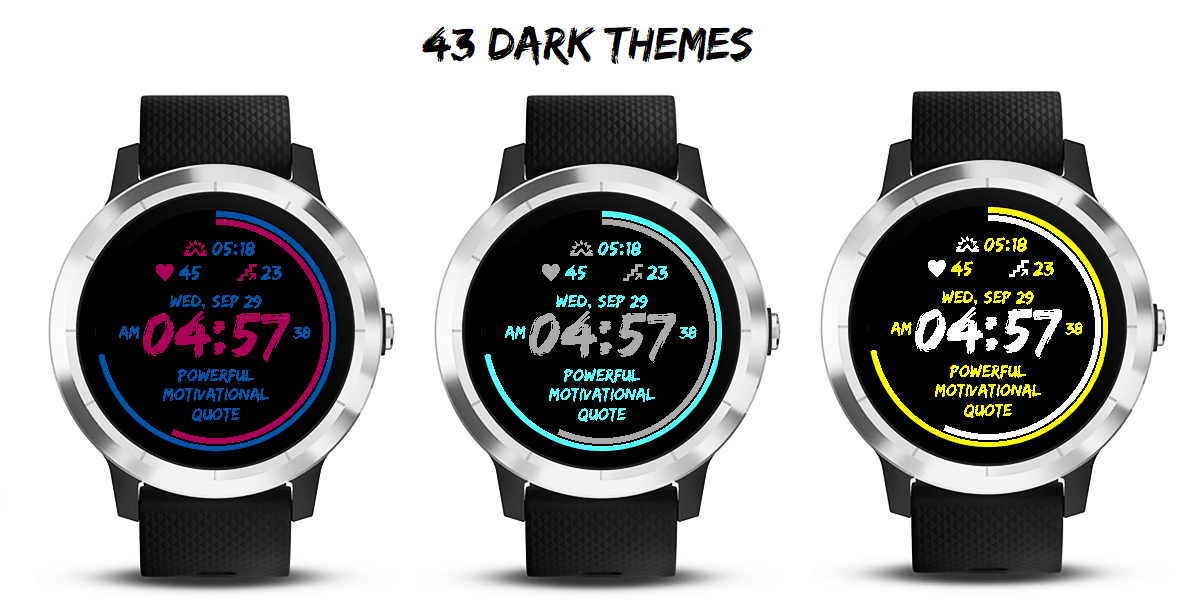 43 DARK THEMES
05:18
45 23
WED, SEP 29
AM 04:57 38
POWERFUL
MOTIVATIONAL
QUOTE
05:18
45 23
WED, SEP 29
AM 04:57 38
POWERFUL
MOTIVATIONAL
QUOTE
05:18
45 23
WED, SEP 29
AM 04:57 38
POWERFUL
MOTIVATIONAL
QUOTE